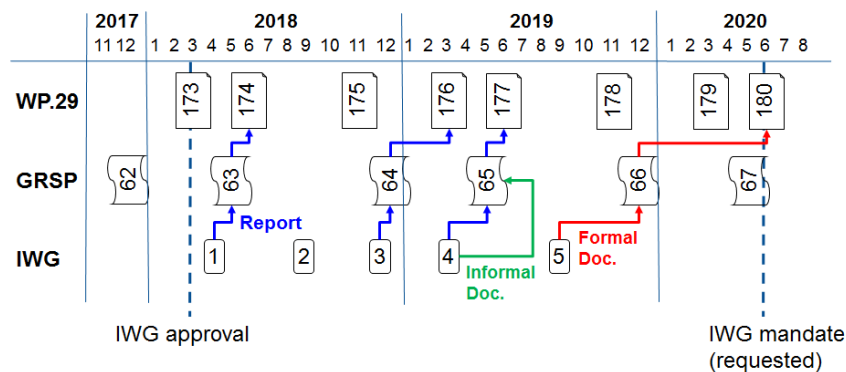 2017 2018 2019 2020
11 12 1 2 3 4 5 6 7 8 9 10 11 12 1 2 3 4 5 6 7 8 9 10 11 12 1 2 3 4 5 6 7 8
WP.29 173 174 175 176 177 178 179 180
GRSP 62 63 64 65 66 67
Report
IWG 1 2 3 4 5
Informal
Doc.
Formal
Doc.
IWG approval
IWG mandate
(requested)